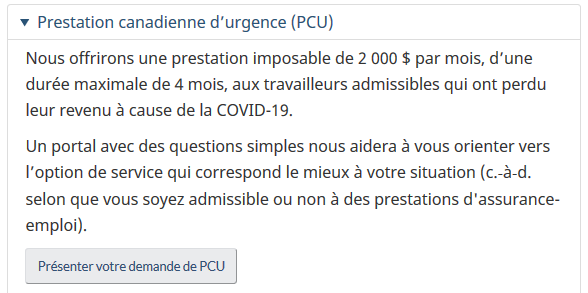 Prestation canadienne d’urgence (PCU)
Nous offrirons une prestation imposable de 2 000 $ par mois, d’une
durée maximale de 4 mois, aux travailleurs admissibles qui ont perdu
leur revenu à cause de la COVID-19.
Un portal avec des questions simples nous aidera à vous orienter vers
l’option de service qui correspond le mieux à votre situation (c.-à-d.
selon que vous soyez admissible ou non à des prestations d'assurance-
emploi).
Présenter votre demande de PCU